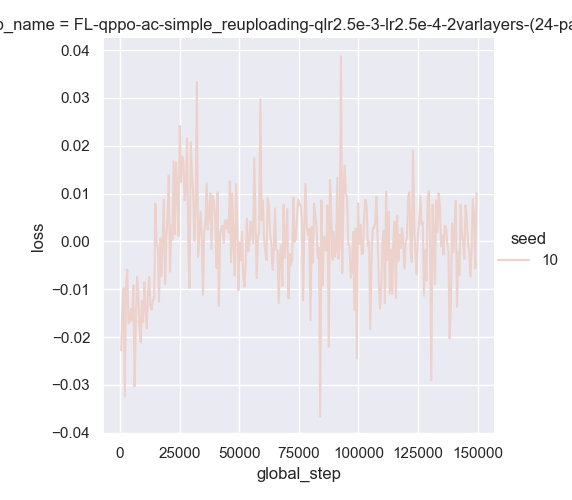 o_name = FL-qppo-ac-simple_reuploading-qlr2.5e-3-lr2.5e-4-2varlayers-(24-pa
0.04
0.03
0.02
0.01
0.00
−0.01
−0.02
−0.03
−0.04
loss
0 25000 50000 75000 100000 125000 150000
global_step
seed
10